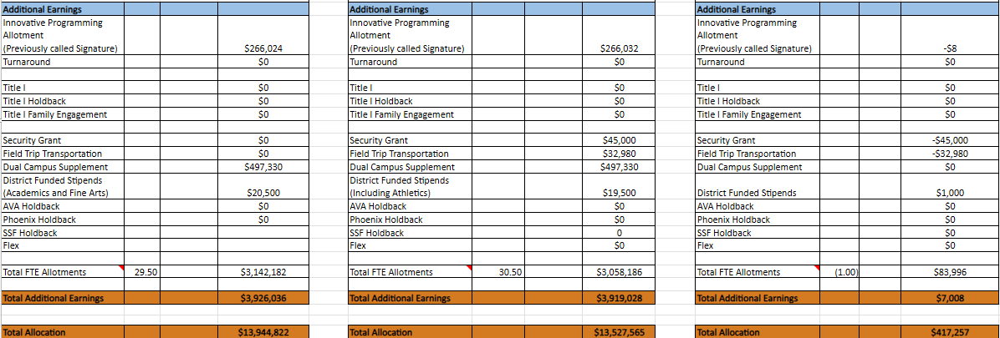 Additional Earnings
Innovative Programming
Allotment
(Previously called Signature) $266,024
Turnaround $0
Title I $0
Title I Holdback $0
Title I Family Engagement $0
Security Grant $0
Field Trip Transportation $0
Dual Campus Supplement $497,330
District Funded Stipends
(Academics and Fine Arts) $20,500
AVA Holdback $0
Phoenix Holdback $0
SSF Holdback
Flex
Total FTE Allotments 29.50 $3,142,182
Total Additional Earnings $3,926,036
Total Allocation $13,944,822
Additional Earnings
Innovative Programming
Allotment
(Previously called Signature) $266,032
Turnaround $0
Title I $0
Title I Holdback $0
Title I Family Engagement $0
Security Grant $45,000
Field Trip Transportation $32,980
Dual Campus Supplement $497,330
District Funded Stipends
(Including Athletics) $19,500
AVA Holdback $0
Phoenix Holdback $0
SSF Holdback 0
Flex $0
Total FTE Allotments 30.50 $3,058,186
Total Additional Earnings $3,919,028
Total Allocation $13,527,565
Additional Earnings
Innovative Programming
Allotment
(Previously called Signature) -$8
Turnaround $0
Title I $0
Title I Holdback $0
Title I Family Engagement $0
Security Grant -$45,000
Field Trip Transportation -$32,980
Dual Campus Supplement $0
District Funded Stipends $1,000
AVA Holdback $0
Phoenix Holdback $0
SSF Holdback $0
Flex $0
Total FTE Allotments (1.00) $83,996
Total Additional Earnings $7,008
Total Allocation $417,257